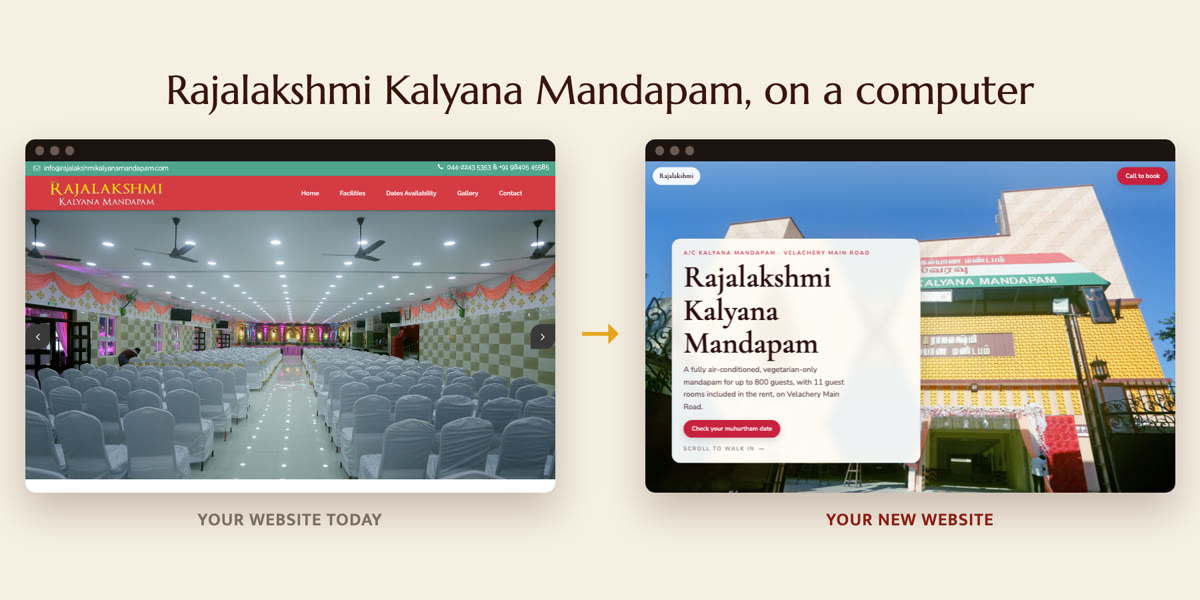 Rajalakshmi Kalyana Mandapam, on a computer
info@rajalakshmikalyanamandapam.com
044-2243 5353 & +91 98405 45585
RAJALAKSHMI
KALYANA MANDAPAM
Home
Facilities
Dates Availability
Gallery
Contact
YOUR WEBSITE TODAY
Rajalakshmi
Call to book
A/C KALYANA MANDAPAM · VELACHERY MAIN ROAD
Rajalakshmi
Kalyana
Mandapam
A fully air-conditioned, vegetarian-only
mandapam for up to 800 guests, with 11 guest
rooms included in the rent, on Velachery Main
Road.
Check your muhurtham date
SCROLL TO WALK IN —
மண்டபம்
KALYANA MANDAPAM
YOUR NEW WEBSITE